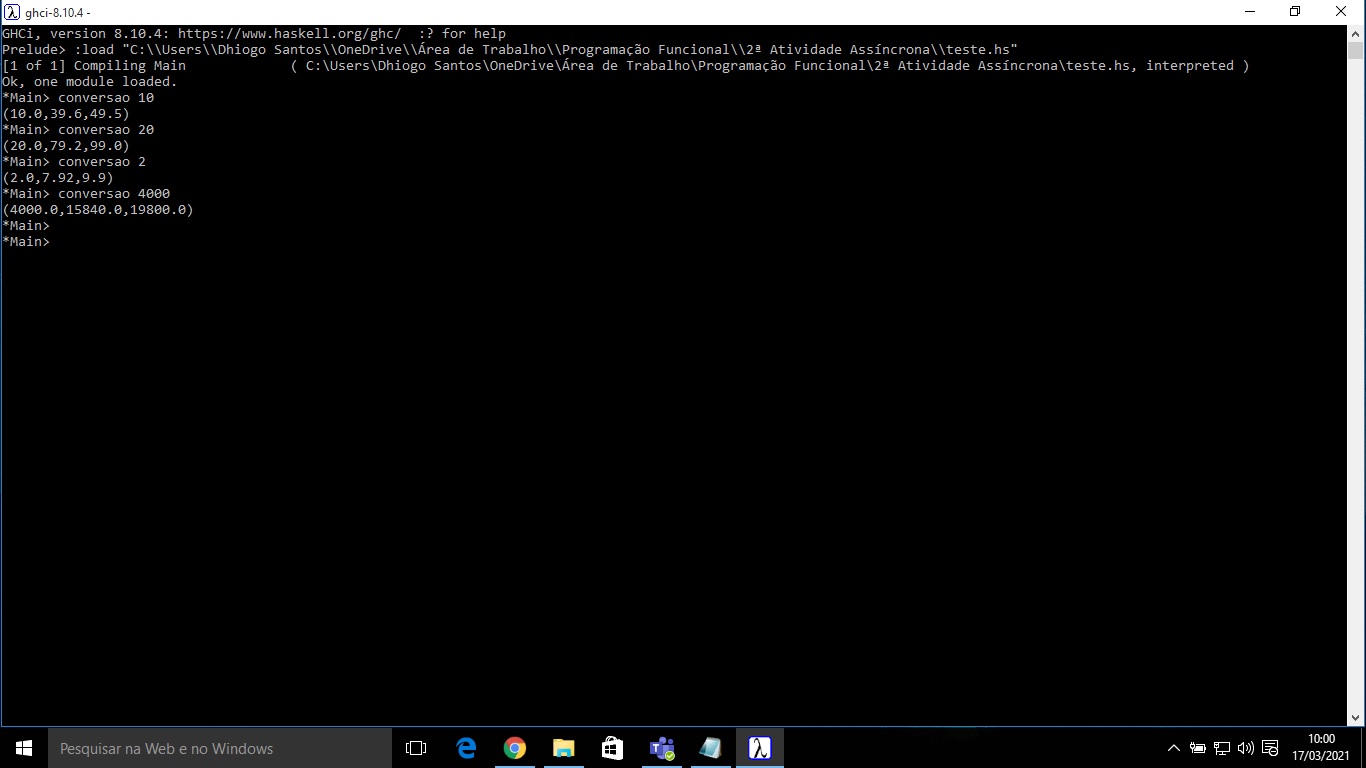 ghci-8.10.4 -
GHCi, version 8.10.4: https://www.haskell.org/ghc/  :? for help
Prelude> :load "C:\\Users\\Dhiogo Santos\\OneDrive\\Área de Trabalho\\Programação Funcional\\2ª Atividade Assíncrona\\teste.hs"
[1 of 1] Compiling Main             ( C:\Users\Dhiogo Santos\OneDrive\Área de Trabalho\Programação Funcional\2ª Atividade Assíncrona\teste.hs, interpreted )
Ok, one module loaded.
*Main> conversao 10
(10.0,39.6,49.5)
*Main> conversao 20
(20.0,79.2,99.0)
*Main> conversao 2
(2.0,7.92,9.9)
*Main> conversao 4000
(4000.0,15840.0,19800.0)
*Main>
*Main>
Pesquisar na Web e no Windows
10:00
17/03/2021